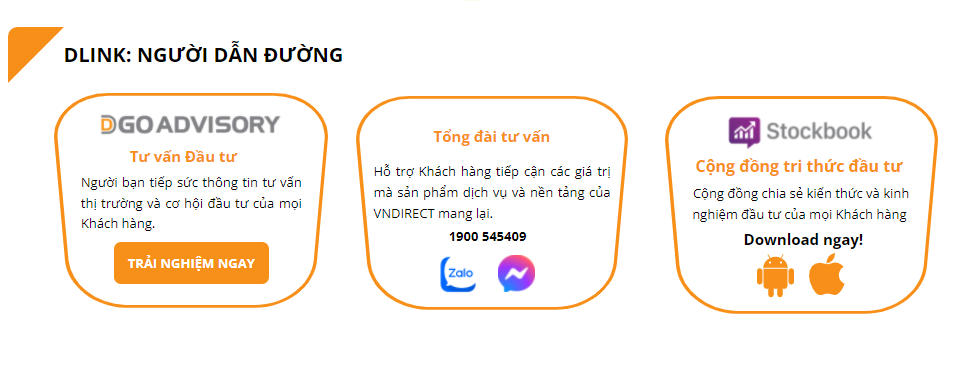 DLINK: NGƯỜI DẪN ĐƯỜNG
DGO ADVISORY
Tư vấn Đầu tư
Người bạn tiếp sức thông tin tư vấn
thị trường và cơ hội đầu tư của mọi
Khách hàng.
TRẢI NGHIỆM NGAY
Tổng đài tư vấn
Hỗ trợ Khách hàng tiếp cận các giá trị
mà sản phẩm dịch vụ và nền tảng của
VNDIRECT mang lại.
1900 545409
Zalo
Stockbook
Cộng đồng tri thức đầu tư
Cộng đồng chia sẻ kiến thức và kinh
nghiệm đầu tư của mọi Khách hàng
Download ngay!